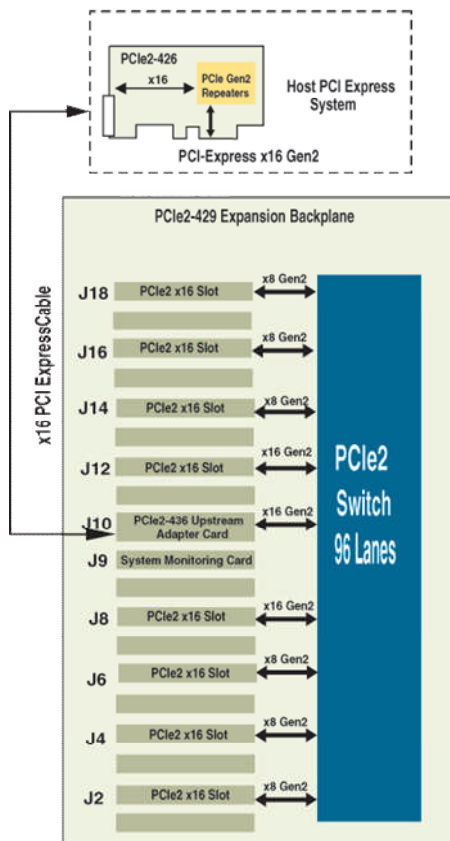 PCIe2-426
x16
PCIe Gen2
Repeaters
Host PCI Express
System
PCI-Express x16 Gen2
x16 PCI ExpressCable
PCIe2-429 Expansion Backplane
J18
PCIe2 x16 Slot
x8 Gen2
J16
PCIe2 x16 Slot
x8 Gen2
J14
PCIe2 x16 Slot
x8 Gen2
J12
PCIe2 x16 Slot
x16 Gen2
J10
PCIe2-436 Upstream
Adapter Card
x16 Gen2
J9
System Monitoring Card
J8
PCIe2 x16 Slot
x16 Gen2
J6
PCIe2 x16 Slot
x8 Gen2
J4
PCIe2 x16 Slot
x8 Gen2
J2
PCIe2 x16 Slot
x8 Gen2
PCIe2
Switch
96 Lanes